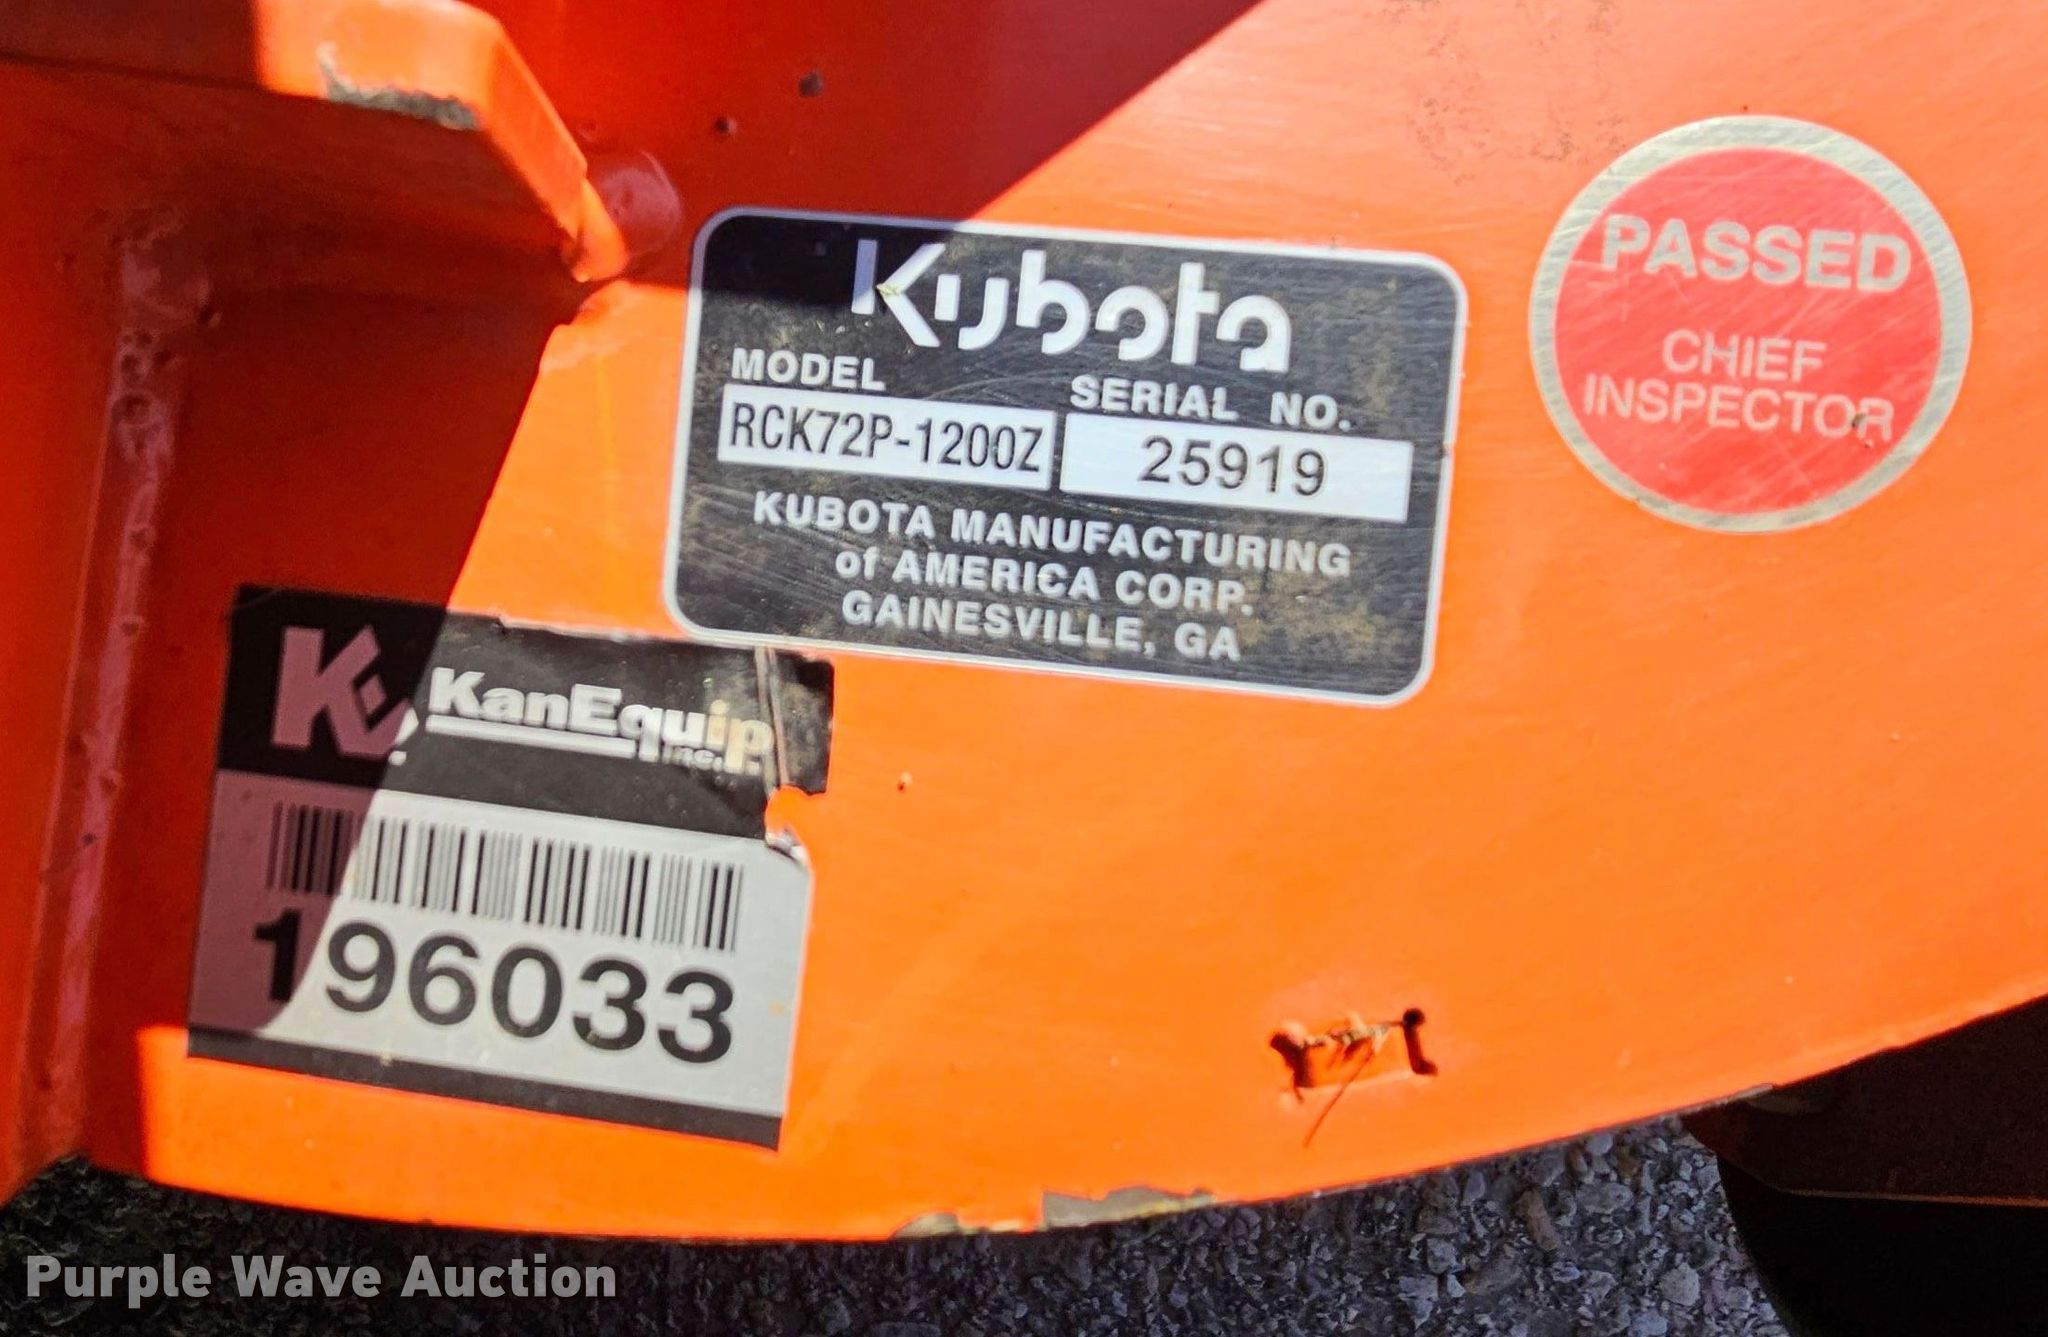 Kubota
MODEL SERIAL NO.
RCK72P-1200Z 25919
KUBOTA MANUFACTURING
of AMERICA CORP.
GAINESVILLE, GA
PASSED
CHIEF
INSPECTOR
KanEquip
Inc.
196033
Purple Wave Auction